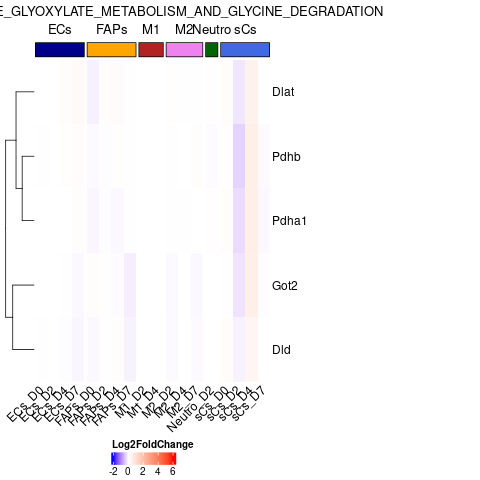 E_GLYOXYLATE_METABOLISM_AND_GLYCINE_DEGRADATION
ECs FAPs M1 M2 Neutro sCs
Dlat
Pdhb
Pdha1
Got2
Dld
ECs_D0 ECs_D2 ECs_D4 ECs_D7 FAPs_D0 FAPs_D2 FAPs_D4 FAPs_D7 M1_D2 M1_D4 M2_D2 M2_D4 M2_D7 Neutro_D2 sCs_D0 sCs_D2 sCs_D4 sCs_D7
Log2FoldChange
-2 0 2 4 6